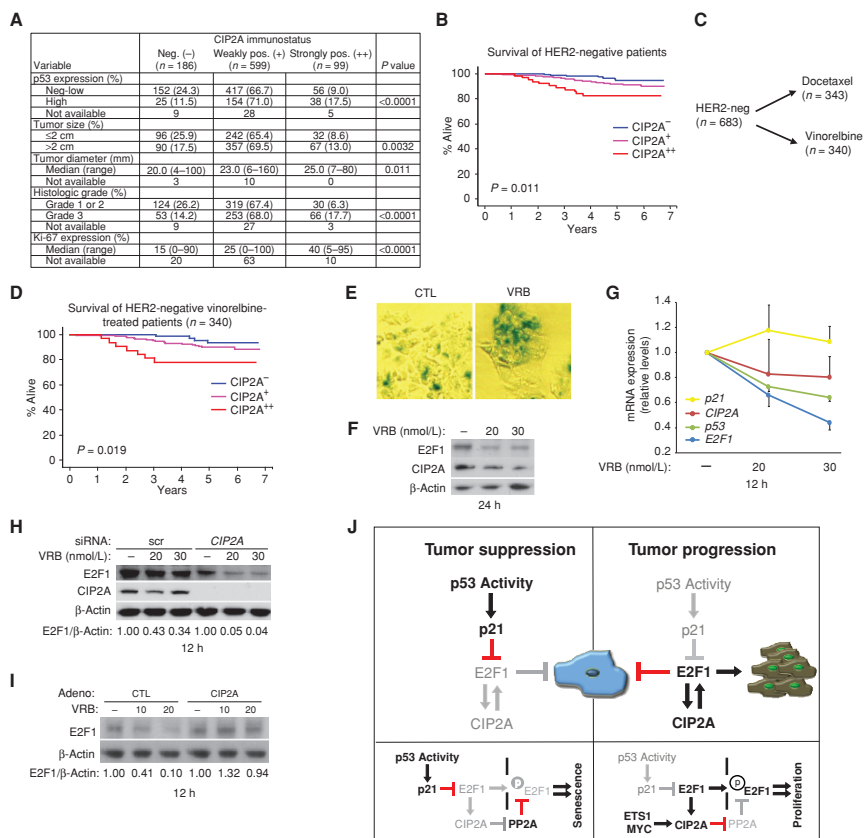 A
CIP2A immunostatus
Variable Neg. (–) (n = 186) Weakly pos. (+) (n = 599) Strongly pos. (++) (n = 99) P value
p53 expression (%)
Neg-low 152 (24.3) 417 (66.7) 56 (9.0)
High 25 (11.5) 154 (71.0) 38 (17.5) <0.0001
Not available 9 28 5
Tumor size (%)
≤2 cm 96 (25.9) 242 (65.4) 32 (8.6)
>2 cm 90 (17.5) 357 (69.5) 67 (13.0) 0.0032
Tumor diameter (mm)
Median (range) 20.0 (4–100) 23.0 (6–160) 25.0 (7–80) 0.011
Not available 3 10 0
Histologic grade (%)
Grade 1 or 2 124 (26.2) 319 (67.4) 30 (6.3)
Grade 3 53 (14.2) 253 (68.0) 66 (17.7) <0.0001
Not available 9 27 3
Ki-67 expression (%)
Median (range) 15 (0–90) 25 (0–100) 40 (5–95) <0.0001
Not available 20 63 10
B
Survival of HER2-negative patients
100
80
60
40
20
0
% Alive
CIP2A–
CIP2A+
CIP2A++
P = 0.011
0 1 2 3 4 5 6 7
Years
C
HER2-neg
(n = 683)
Docetaxel
(n = 343)
Vinorelbine
(n = 340)
D
Survival of HER2-negative vinorelbine-
treated patients (n = 340)
100
80
60
40
20
0
% Alive
CIP2A–
CIP2A+
CIP2A++
P = 0.019
0 1 2 3 4 5 6 7
Years
E
CTL VRB
F
VRB (nmol/L): – 20 30
E2F1
CIP2A
β-Actin
24 h
G
mRNA expression
(relative levels)
1.4
1.2
1.0
0.8
0.6
0.4
0.2
0
p21
CIP2A
p53
E2F1
VRB (nmol/L): – 20 30
12 h
H
siRNA: scr CIP2A
VRB (nmol/L): – 20 30 – 20 30
E2F1
CIP2A
β-Actin
E2F1/β-Actin: 1.00 0.43 0.34 1.00 0.05 0.04
12 h
I
Adeno: CTL CIP2A
VRB: – 10 20 – 10 20
E2F1
β-Actin
E2F1/β-Actin: 1.00 0.41 0.10 1.00 1.32 0.94
12 h
J
Tumor suppression
p53 Activity
p21
E2F1
CIP2A
Tumor progression
p53 Activity
p21
E2F1
CIP2A
p53 Activity
p21 E2F1 P E2F1
CIP2A PP2A
Senescence
p53 Activity
p21 E2F1 P E2F1
ETS1
MYC CIP2A PP2A
Proliferation